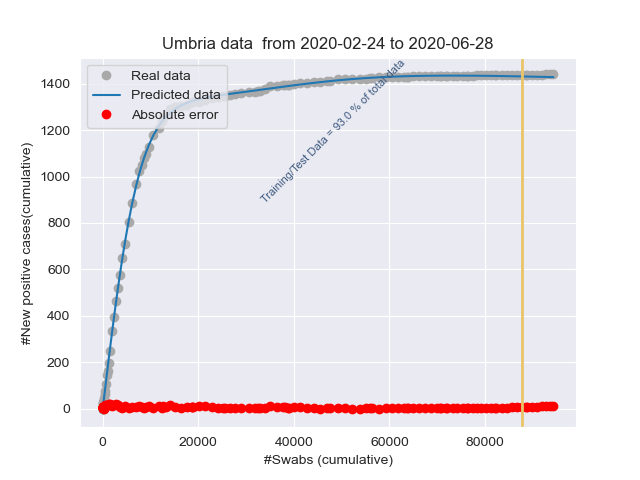 Umbria data  from 2020-02-24 to 2020-06-28
Real data
Predicted data
Absolute error
Training/Test Data = 93.0 % of total data
#New positive cases(cumulative)
1400
1200
1000
800
600
400
200
0
0 20000 40000 60000 80000
#Swabs (cumulative)